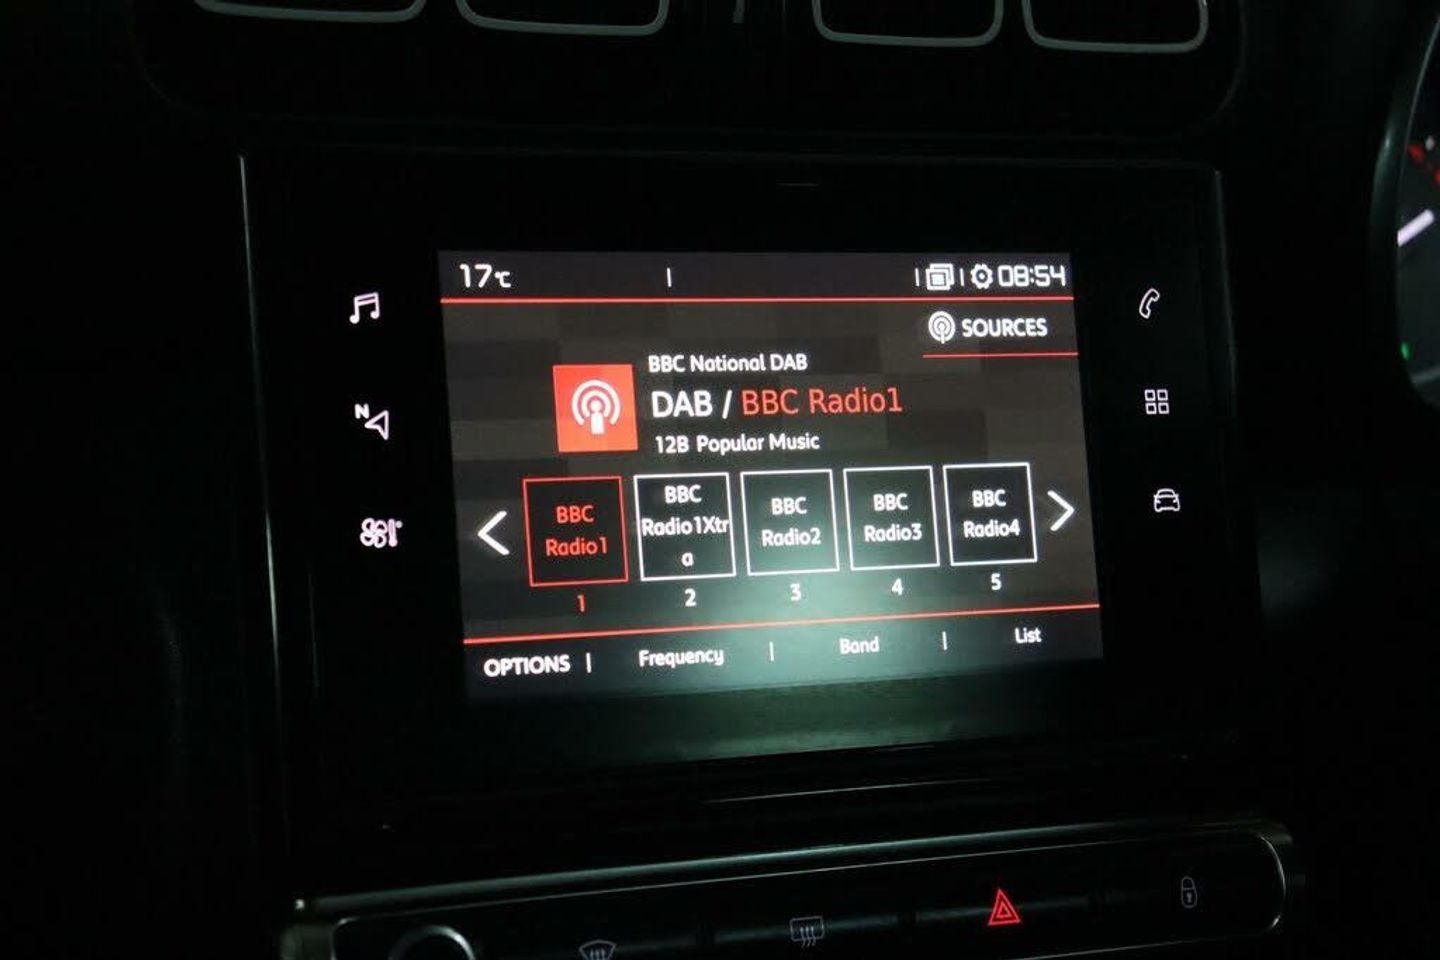 17℃ | | | 08:54
SOURCES
BBC National DAB
DAB / BBC Radio1
12B Popular Music
N
BBC
Radio1
1
BBC
Radio1Xtr
a
2
BBC
Radio2
3
BBC
Radio3
4
BBC
Radio4
5
OPTIONS | Frequency | Band | List